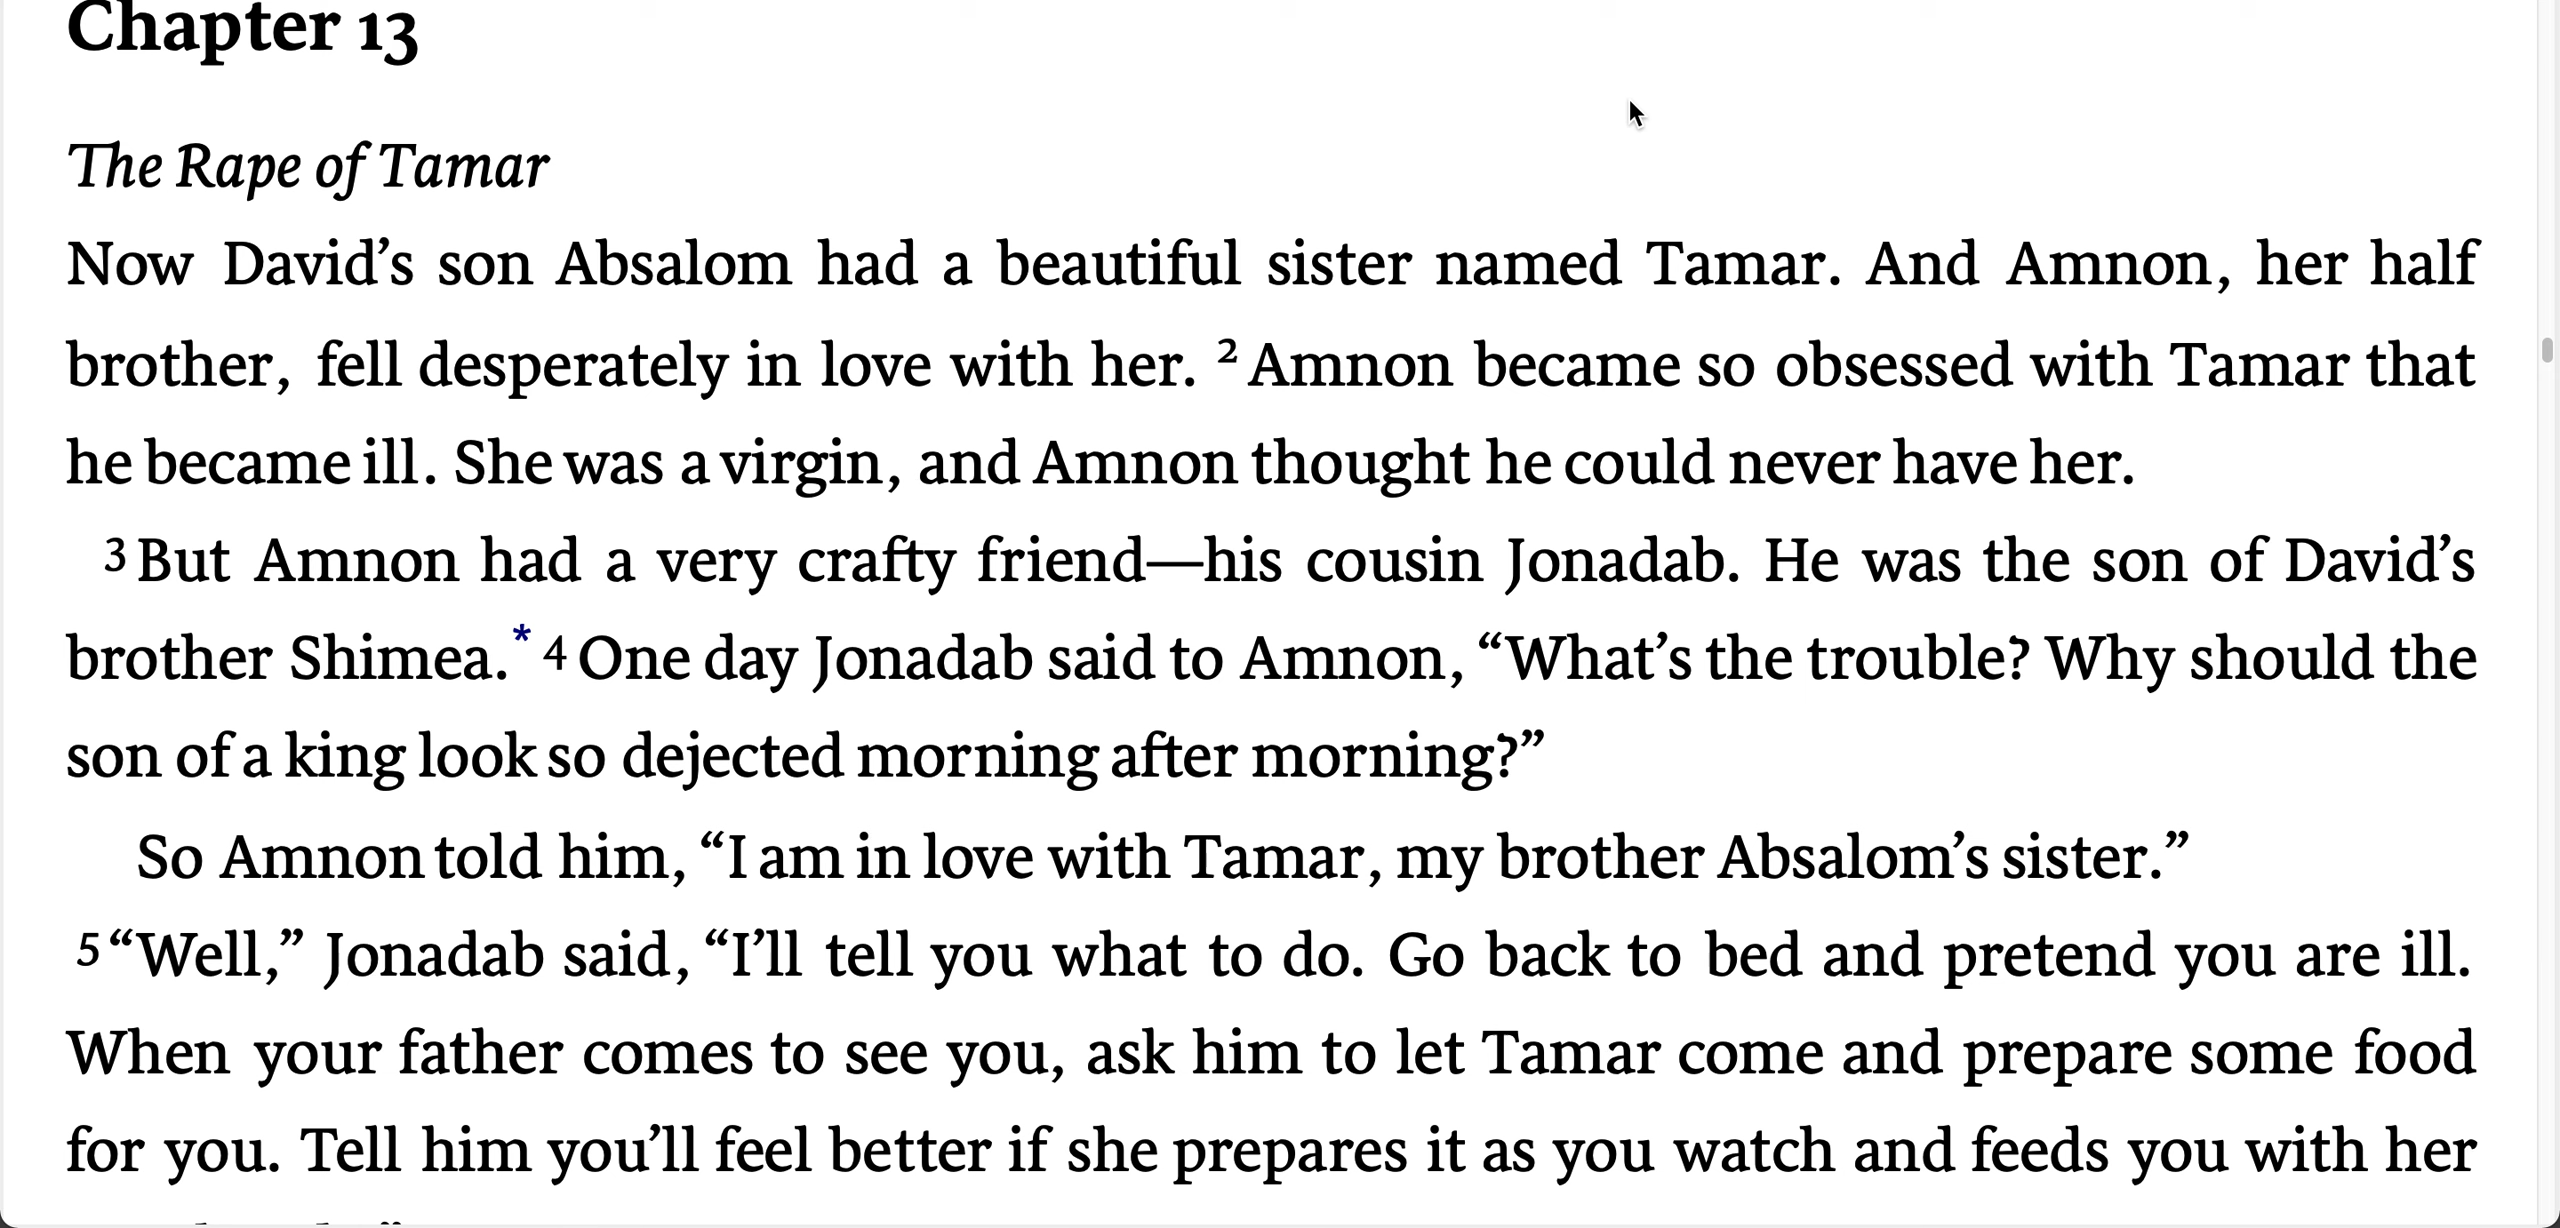 Chapter 13
The Rape of Tamar
Now David’s son Absalom had a beautiful sister named Tamar. And Amnon, her half
brother, fell desperately in love with her. 2 Amnon became so obsessed with Tamar that
he became ill. She was a virgin, and Amnon thought he could never have her.
3 But Amnon had a very crafty friend—his cousin Jonadab. He was the son of David’s
brother Shimea.* 4 One day Jonadab said to Amnon, “What’s the trouble? Why should the
son of a king look so dejected morning after morning?”
So Amnon told him, “I am in love with Tamar, my brother Absalom’s sister.”
5 “Well,” Jonadab said, “I’ll tell you what to do. Go back to bed and pretend you are ill.
When your father comes to see you, ask him to let Tamar come and prepare some food
for you. Tell him you’ll feel better if she prepares it as you watch and feeds you with her